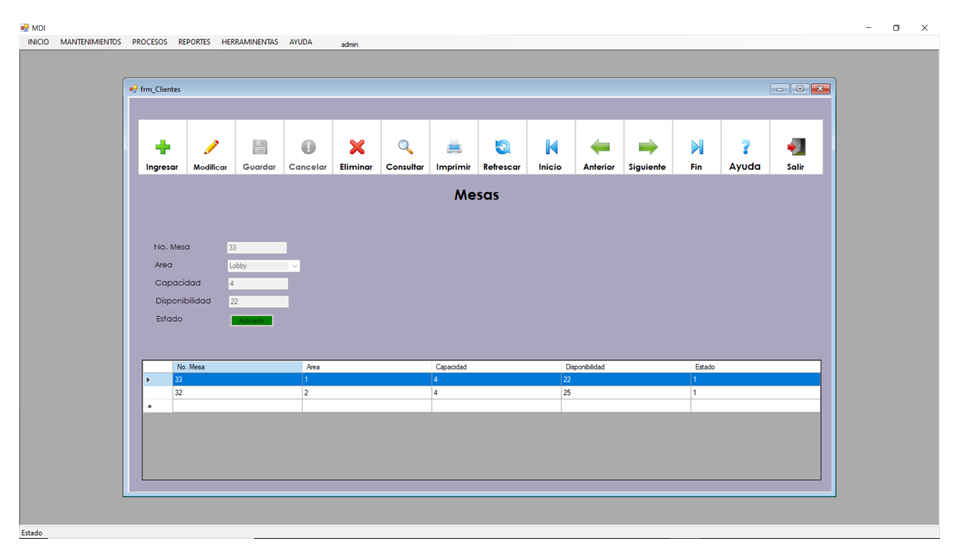 MDI
INICIO MANTENIMIENTOS PROCESOS REPORTES HERRAMINENTAS AYUDA admin
frm_Clientes
Ingresar Modificar Guardar Cancelar Eliminar Consultar Imprimir Refrescar Inicio Anterior Siguiente Fin Ayuda Salir
Mesas
No. Mesa 33
Area Lobby
Capacidad 4
Disponibilidad 22
Estado Activado
No. Mesa Area Capacidad Disponibilidad Estado
33 1 4 22 1
32 2 4 25 1
Estado